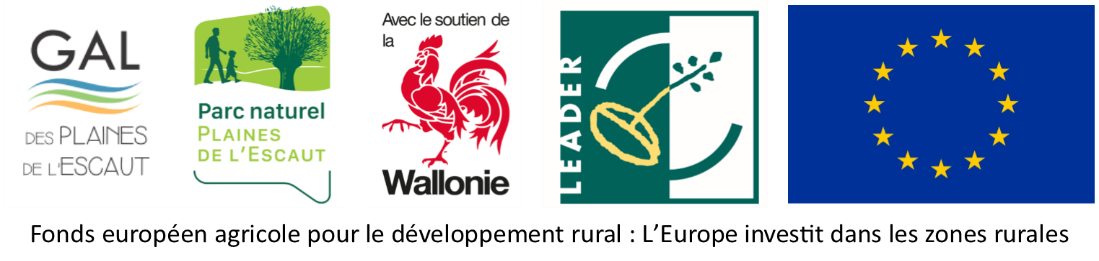 GAL
DES PLAINES
DE L'ESCAUT
Parc naturel
PLAINES
DE L'ESCAUT
Avec le soutien de
la
Wallonie
LEADER
Fonds européen agricole pour le développement rural : L’Europe investit dans les zones rurales